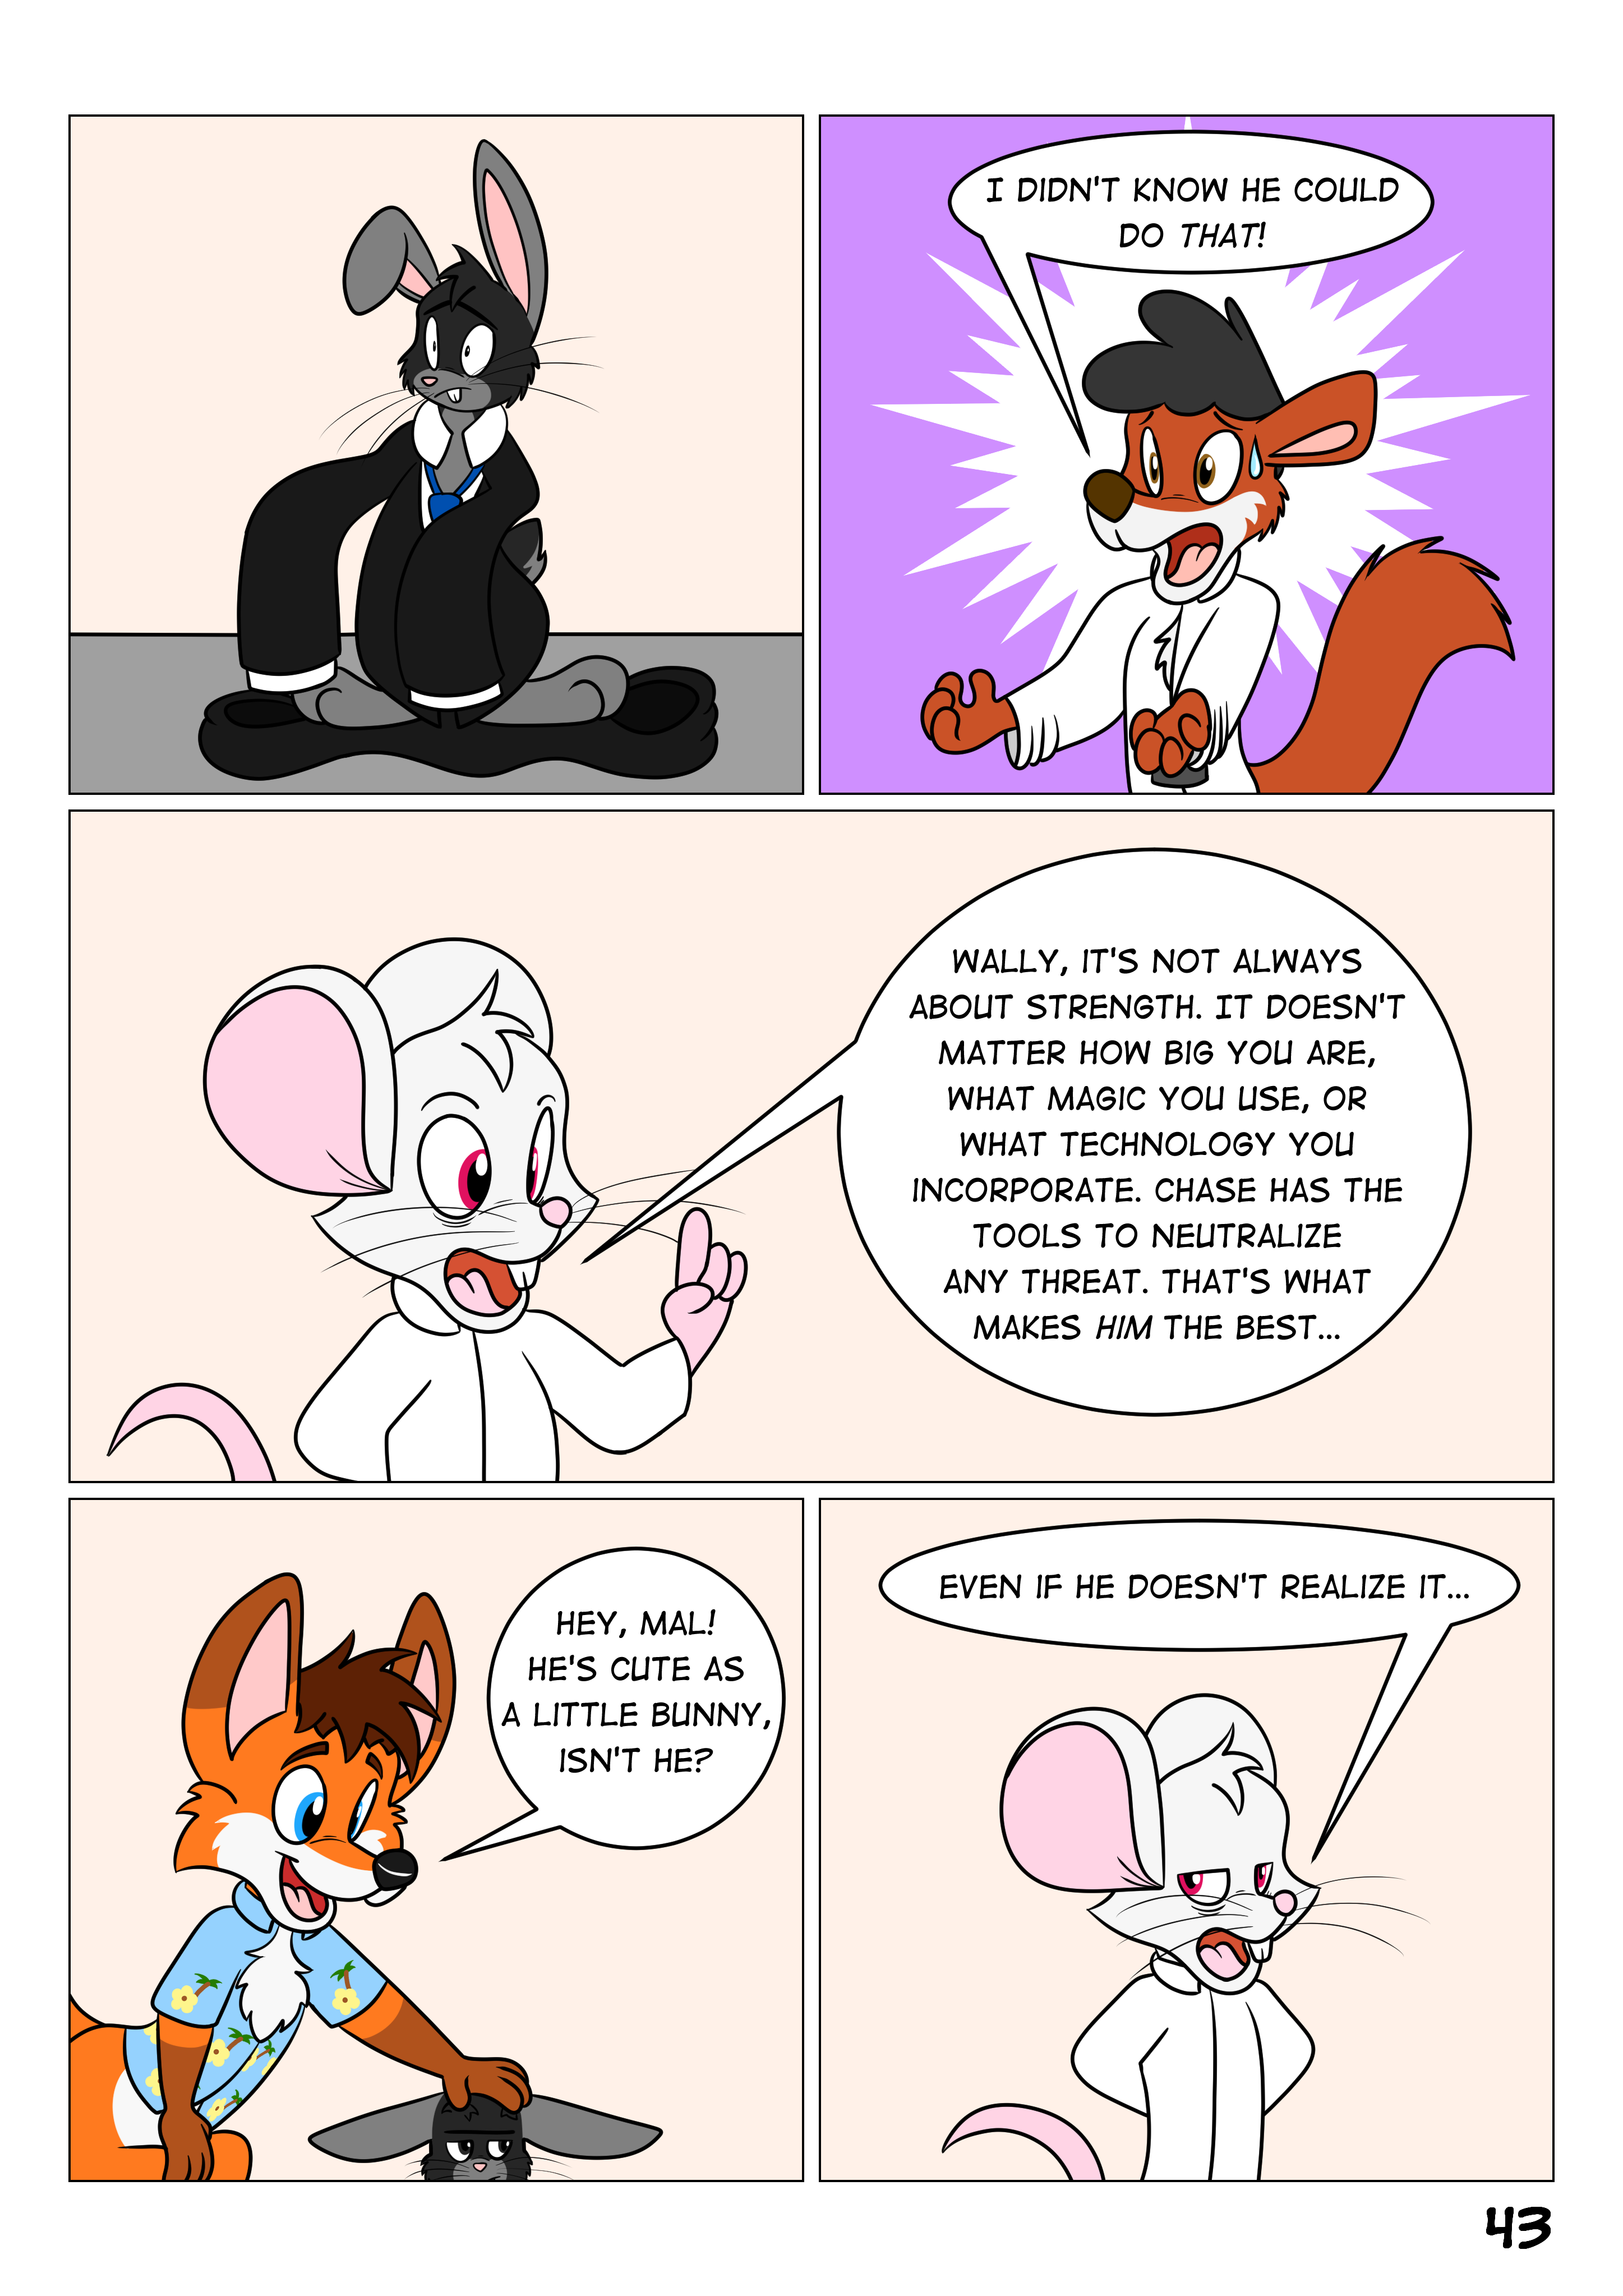 I DIDN'T KNOW HE COULD
DO THAT!
WALLY, IT'S NOT ALWAYS
ABOUT STRENGTH. IT DOESN'T
MATTER HOW BIG YOU ARE,
WHAT MAGIC YOU USE, OR
WHAT TECHNOLOGY YOU
INCORPORATE. CHASE HAS THE
TOOLS TO NEUTRALIZE
ANY THREAT. THAT'S WHAT
MAKES HIM THE BEST...
HEY, MAL!
HE'S CUTE AS
A LITTLE BUNNY,
ISN'T HE?
EVEN IF HE DOESN'T REALIZE IT...
43